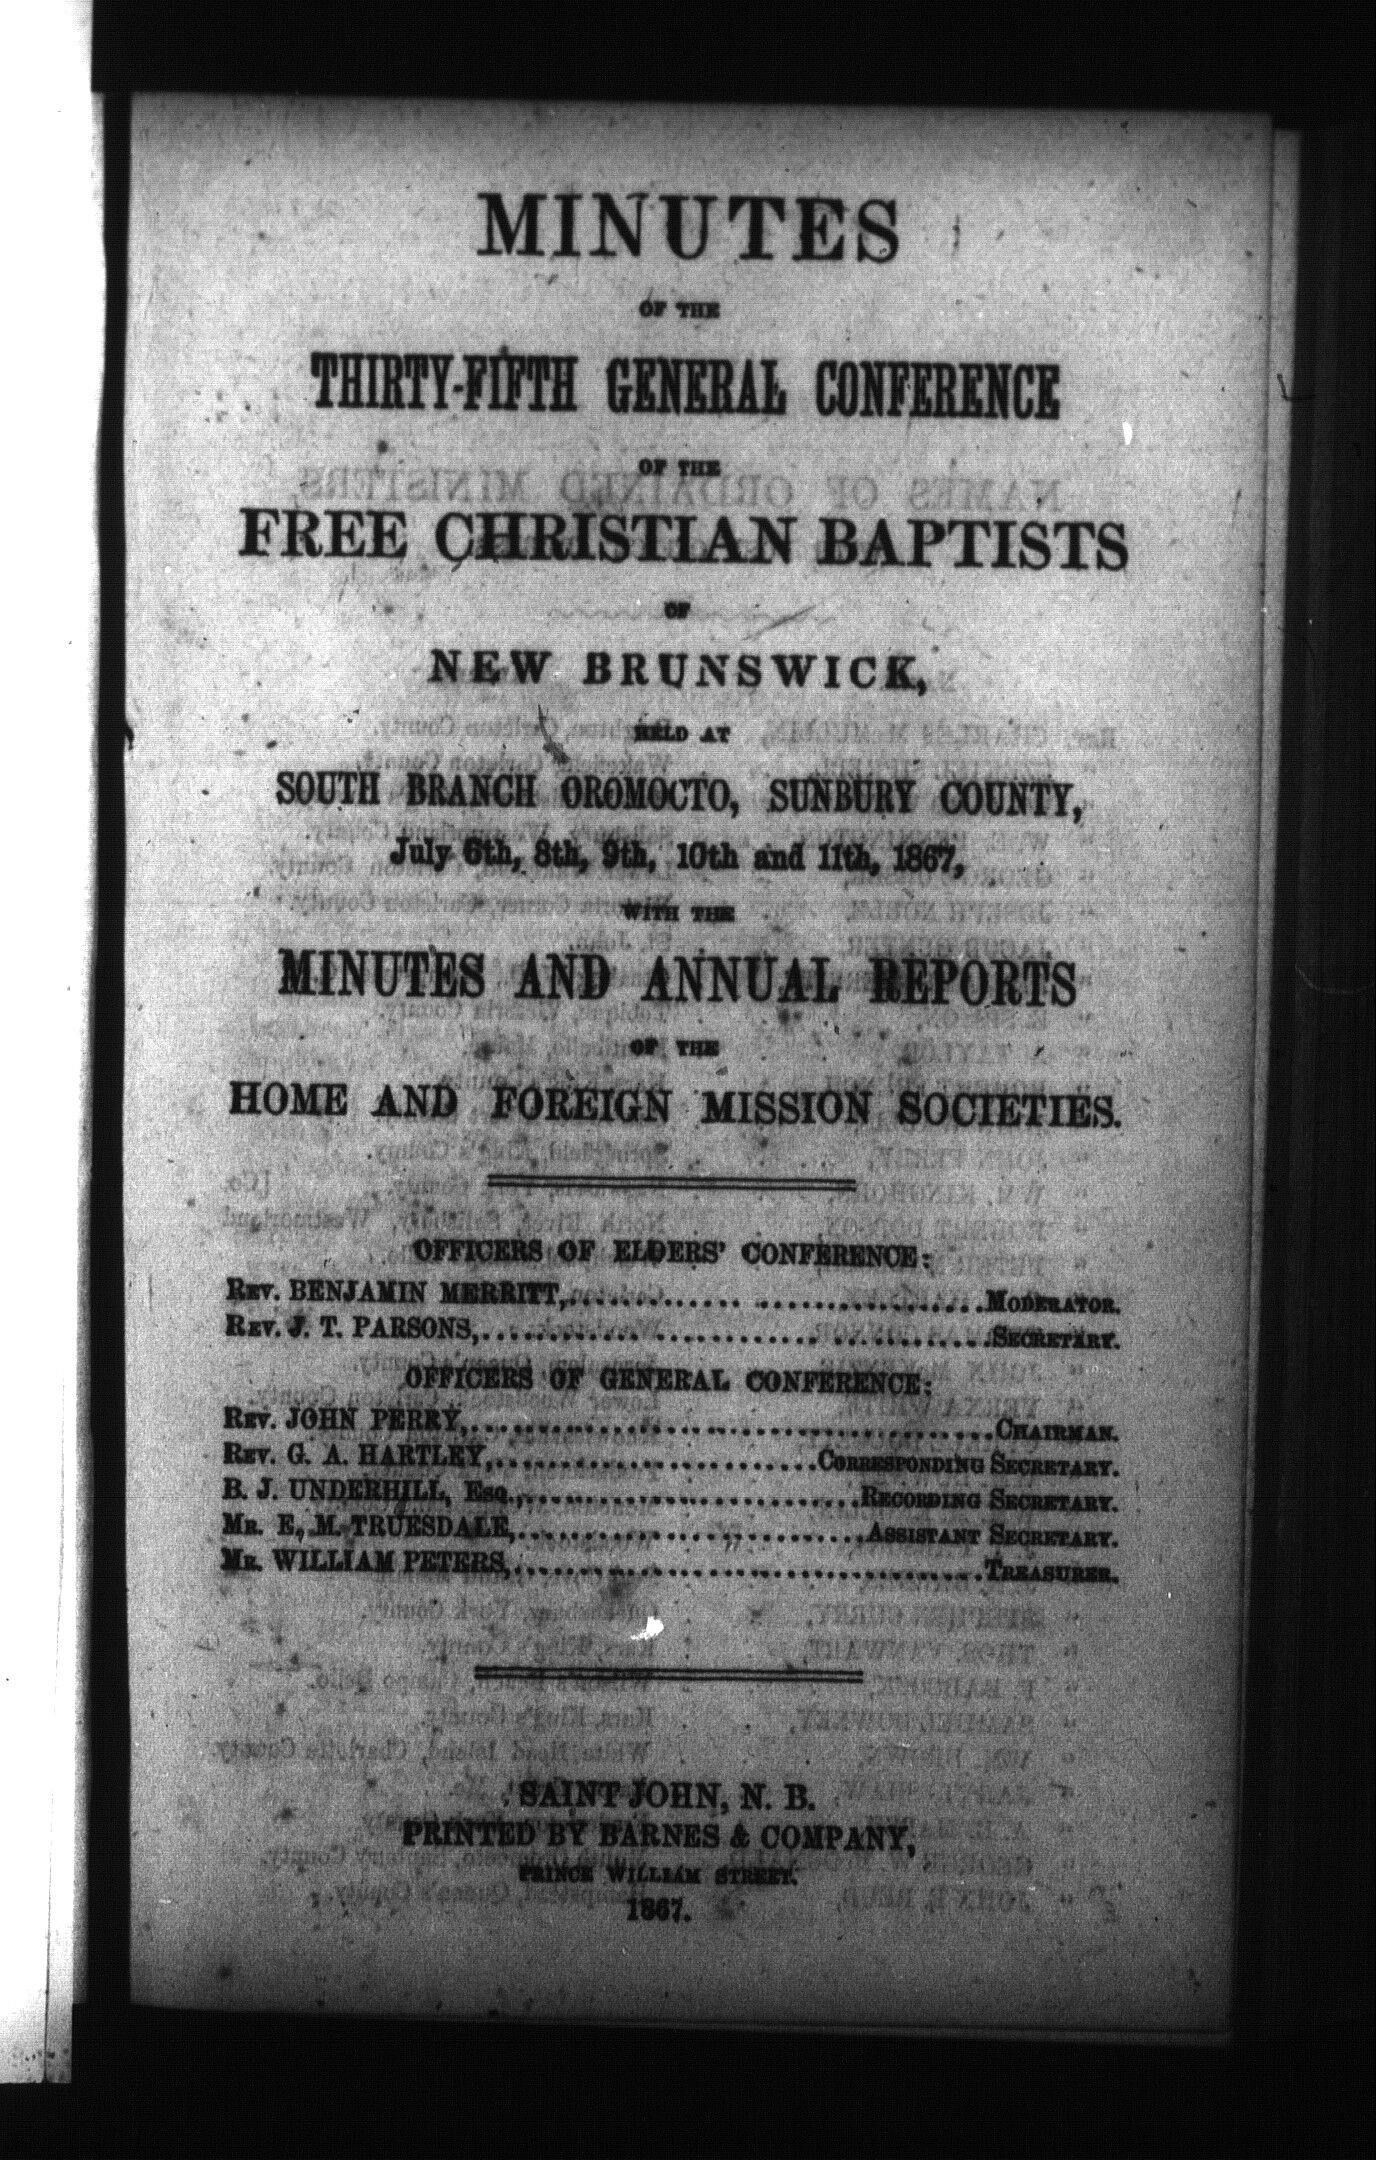 MINUTES
OF THE
THIRTY-FIFTH GENERAL CONFERENCE
OF THE
FREE CHRISTIAN BAPTISTS
OF
NEW BRUNSWICK,
HELD AT
SOUTH BRANCH OROMOCTO, SUNBURY COUNTY,
July 6th, 8th, 9th, 10th and 11th, 1867,
WITH THE
MINUTES AND ANNUAL REPORTS
OF THE
HOME AND FOREIGN MISSION SOCIETIES.
OFFICERS OF ELDERS' CONFERENCE:
REV. BENJAMIN MERRITT,.............................MODERATOR.
REV. J. T. PARSONS,.................................SECRETARY.
OFFICERS OF GENERAL CONFERENCE:
REV. JOHN PERRY,....................................CHAIRMAN.
REV. G. A. HARTLEY,......................CORRESPONDING SECRETARY.
B. J. UNDERHILL, ESQ.,.......................RECORDING SECRETARY.
MR. E. M. TRUESDALE,.......................ASSISTANT SECRETARY.
MR. WILLIAM PETERS,................................TREASURER.
SAINT JOHN, N. B.
PRINTED BY BARNES & COMPANY,
PRINCE WILLIAM STREET.
1867.